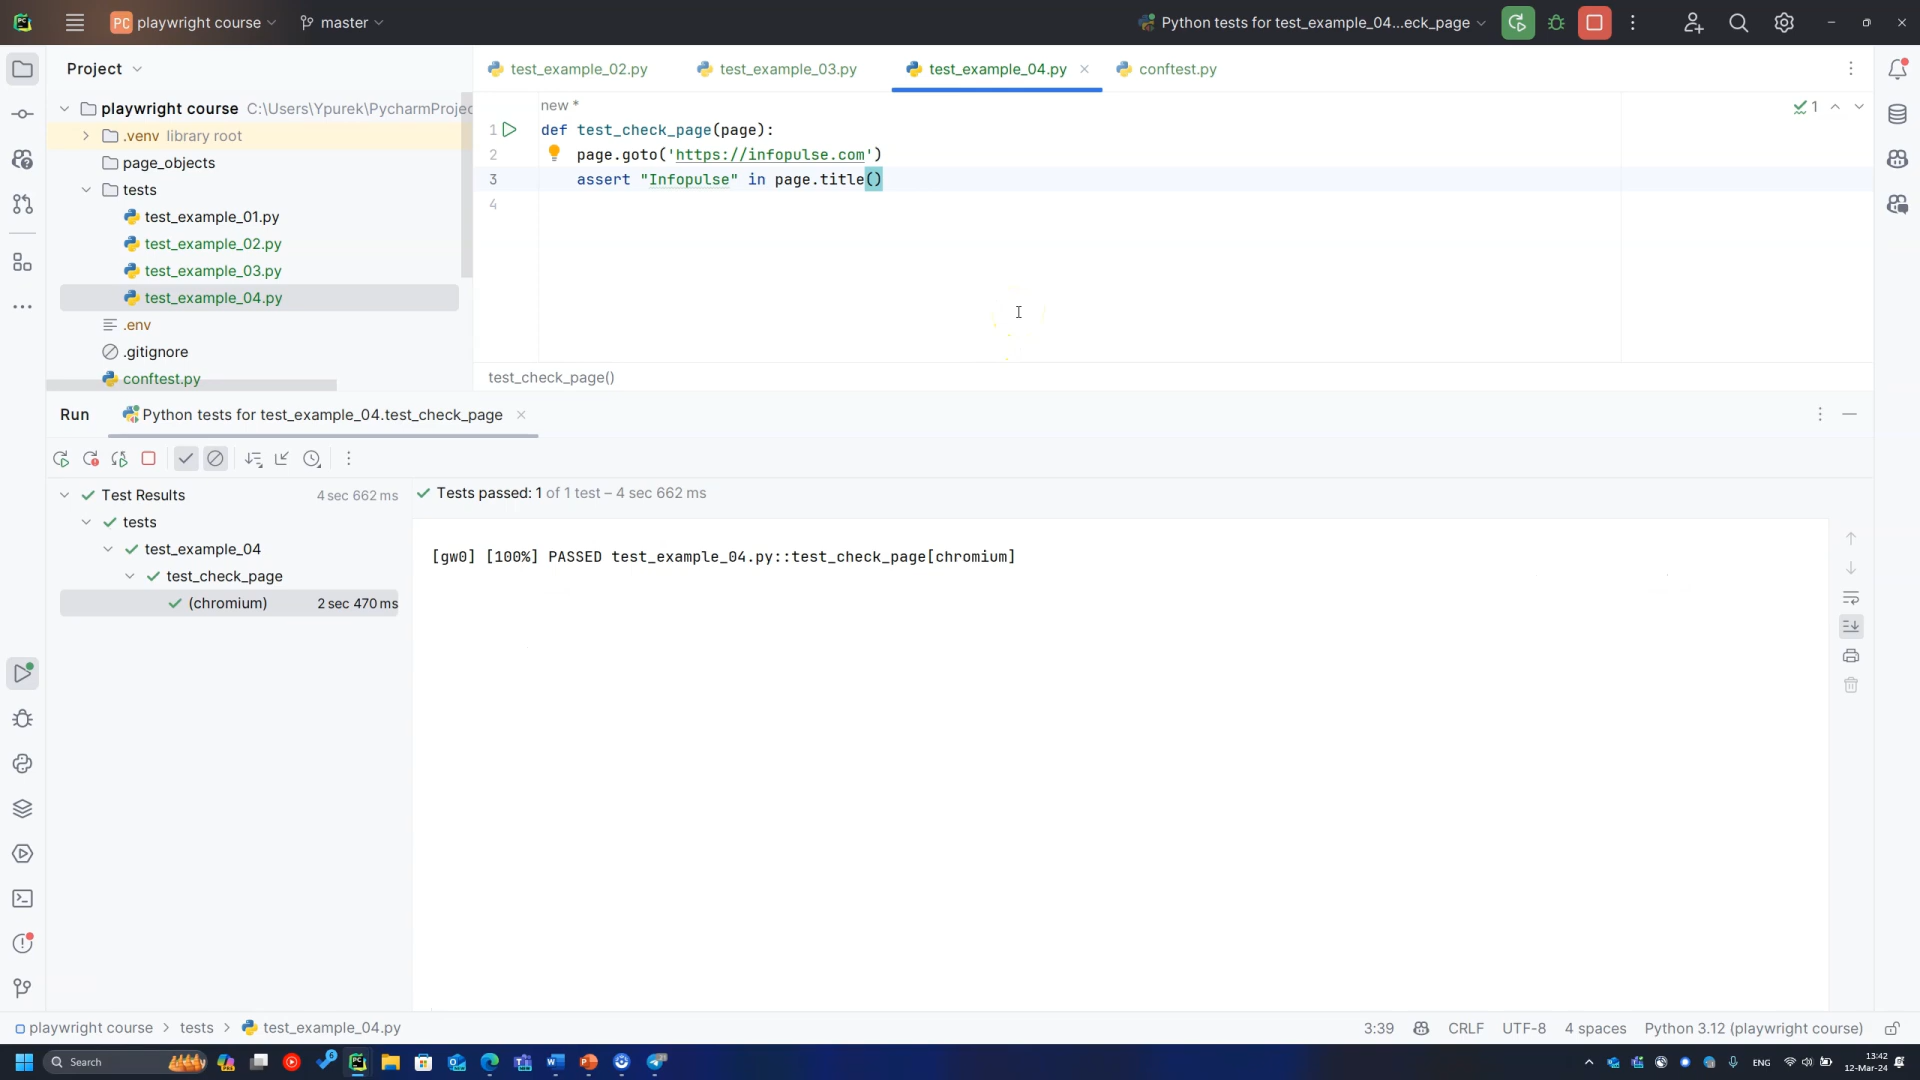 PC playwright course
master
Python tests for test_example_04...eck_page
Project
test_example_02.py
test_example_03.py
test_example_04.py
conftest.py
playwright course C:\Users\Ypurek\PycharmProjec
.venv library root
page_objects
tests
test_example_01.py
test_example_02.py
test_example_03.py
test_example_04.py
.env
.gitignore
conftest.py
new *
1 def test_check_page(page):
2 page.goto('https://infopulse.com')
3 assert "Infopulse" in page.title()
4
1
test_check_page()
Run
Python tests for test_example_04.test_check_page
Test Results 4 sec 662 ms
tests
test_example_04
test_check_page
(chromium) 2 sec 470 ms
Tests passed: 1 of 1 test – 4 sec 662 ms
[gw0] [100%] PASSED test_example_04.py::test_check_page[chromium]
playwright course > tests > test_example_04.py
3:39 CRLF UTF-8 4 spaces Python 3.12 (playwright course)
Search
ENG
13:42
12-Mar-24